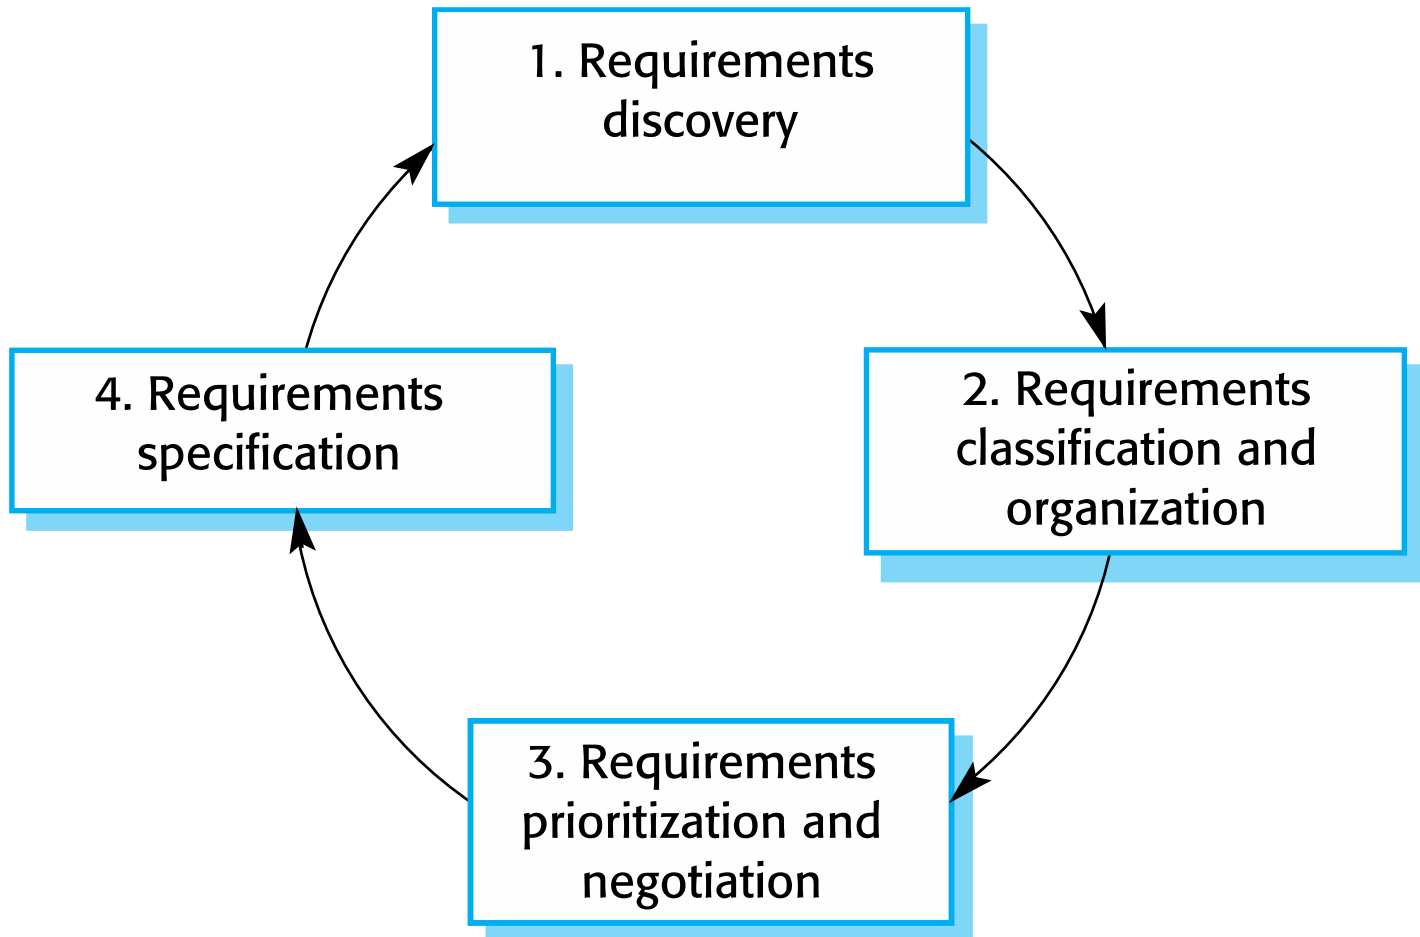 1. Requirements
discovery
2. Requirements
classification and
organization
3. Requirements
prioritization and
negotiation
4. Requirements
specification